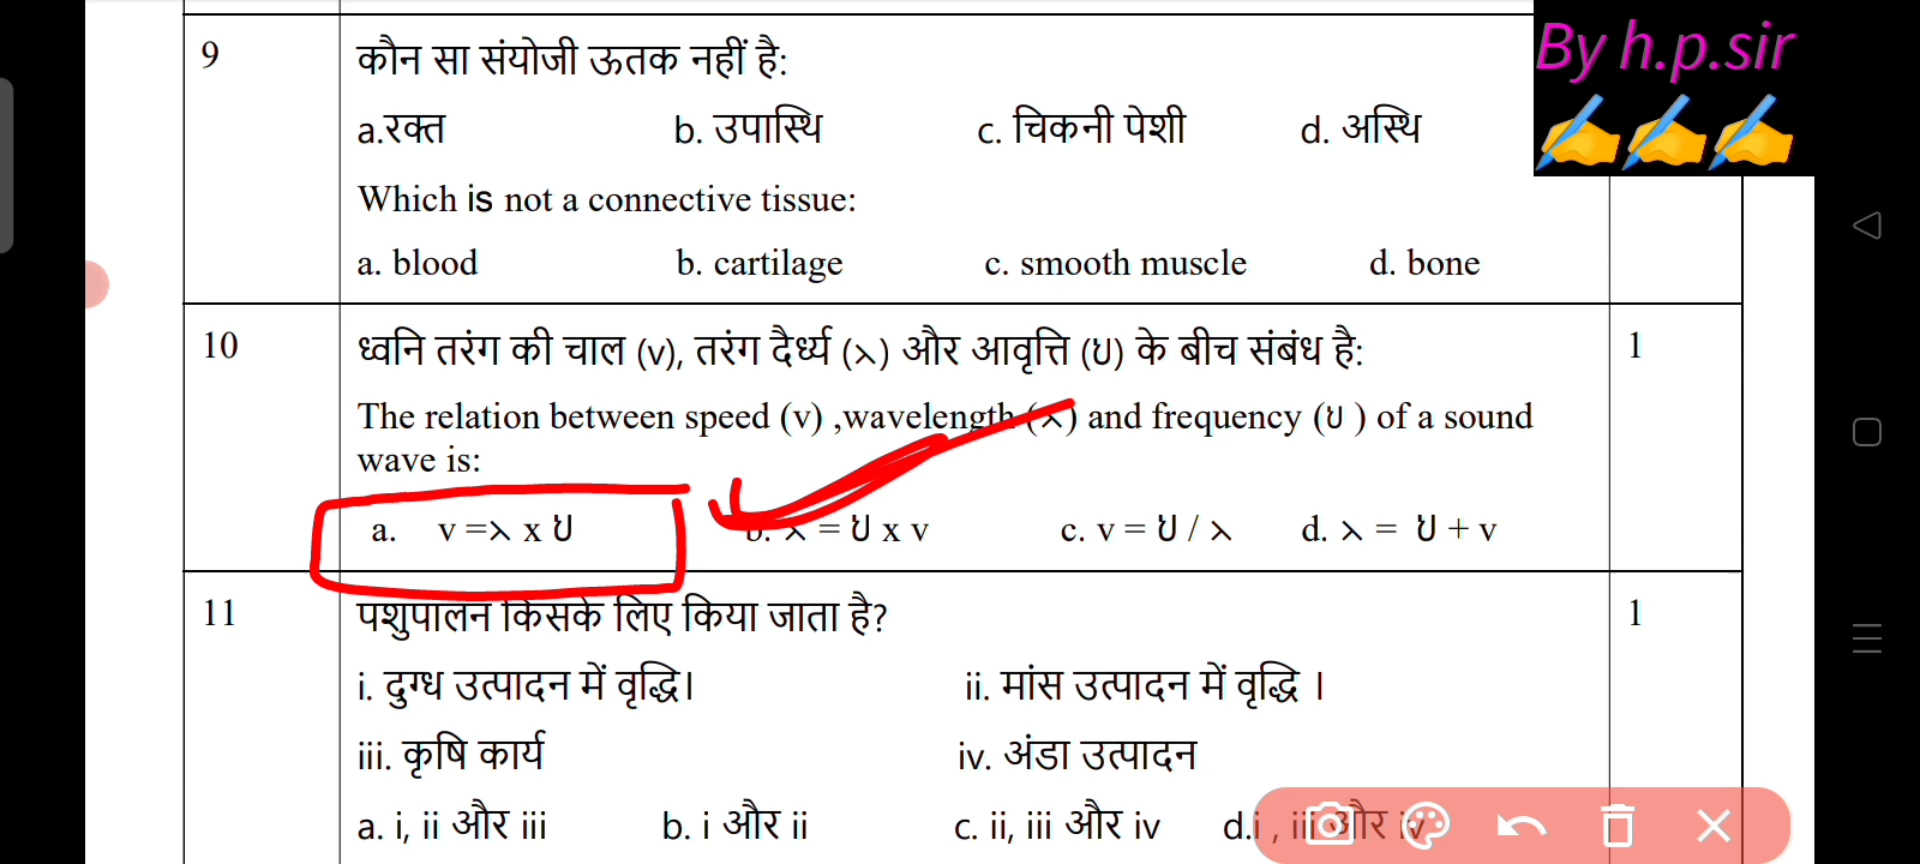 By h.p.sir
9
कौन सा संयोजी ऊतक नहीं है:
a.रक्त b. उपास्थि c. चिकनी पेशी d. अस्थि
Which is not a connective tissue:
a. blood b. cartilage c. smooth muscle d. bone
10
ध्वनि तरंग की चाल (v), तरंग दैर्ध्य (⋋) और आवृत्ति (ט) के बीच संबंध है:
1
The relation between speed (v) ,wavelength (⋋) and frequency (ט ) of a sound
wave is:
a. v =⋋ x ט b. ⋋ = ט x v c. v = ט / ⋋ d. ⋋ = ט + v
11
पशुपालन किसके लिए किया जाता है?
1
i. दुग्ध उत्पादन में वृद्धि। ii. मांस उत्पादन में वृद्धि ।
iii. कृषि कार्य iv. अंडा उत्पादन
a. i, ii और iii b. i और ii c. ii, iii और iv d.i , iii और iv